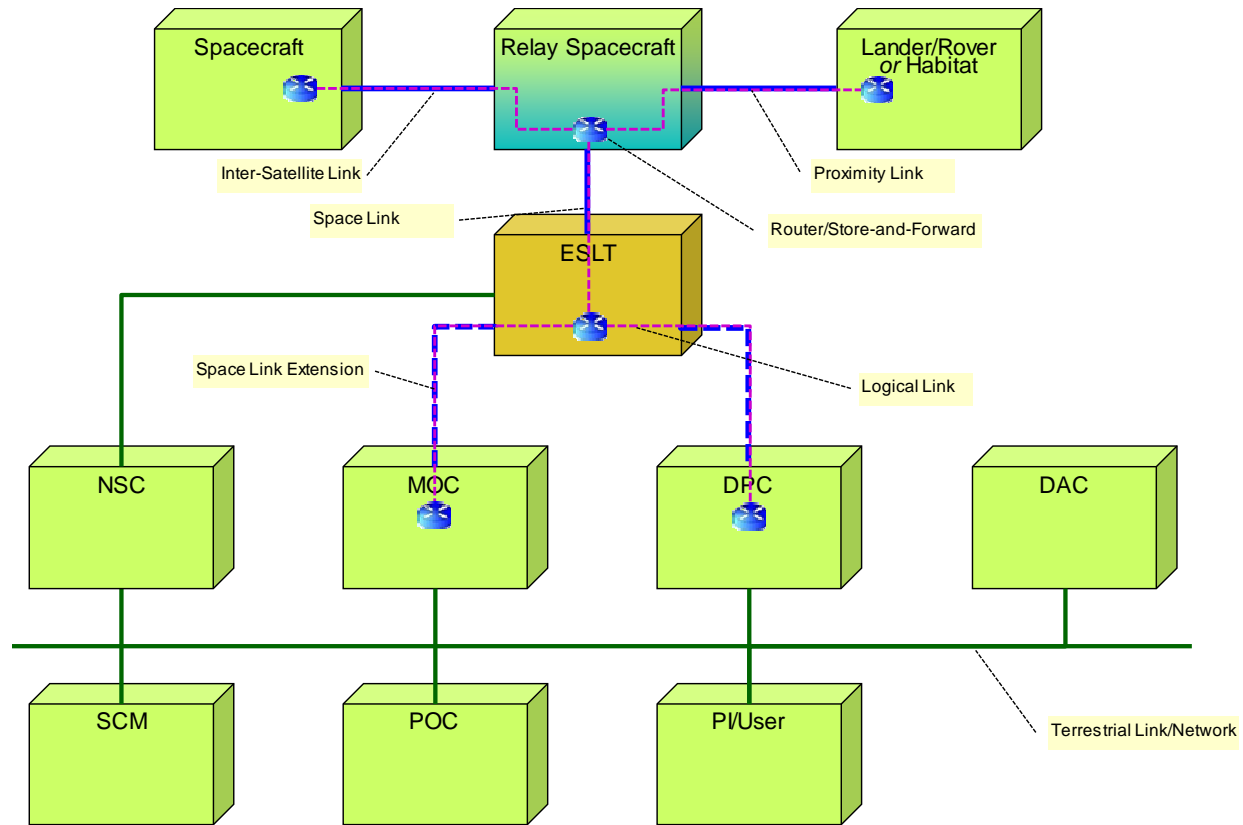 Spacecraft
Relay Spacecraft
Lander/Rover
or Habitat
Inter-Satellite Link
Proximity Link
Space Link
Router/Store-and-Forward
ESLT
Space Link Extension
Logical Link
NSC
MOC
DPC
DAC
SCM
POC
PI/User
Terrestrial Link/Network